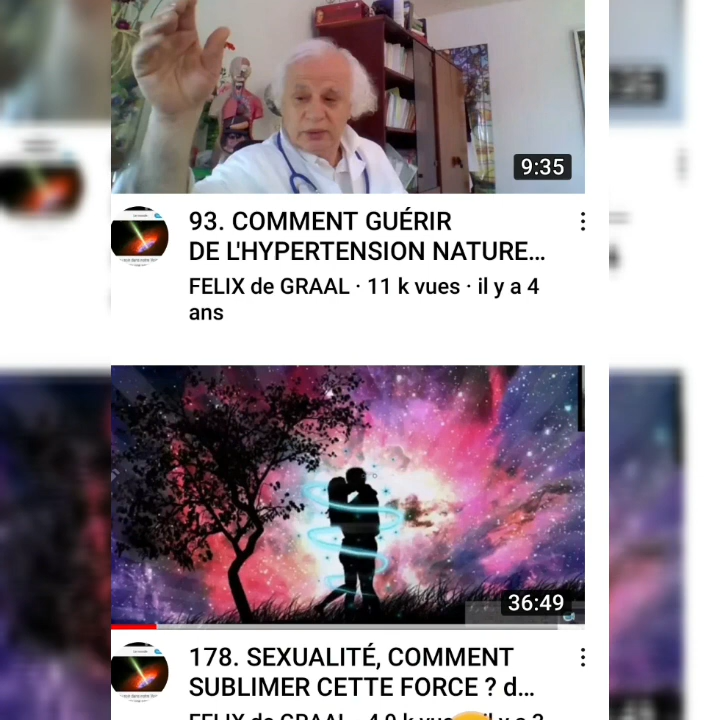 9:35
93. COMMENT GUÉRIR
DE L'HYPERTENSION NATURE...
FELIX de GRAAL · 11 k vues · il y a 4
ans
36:49
178. SEXUALITÉ, COMMENT
SUBLIMER CETTE FORCE ? d...